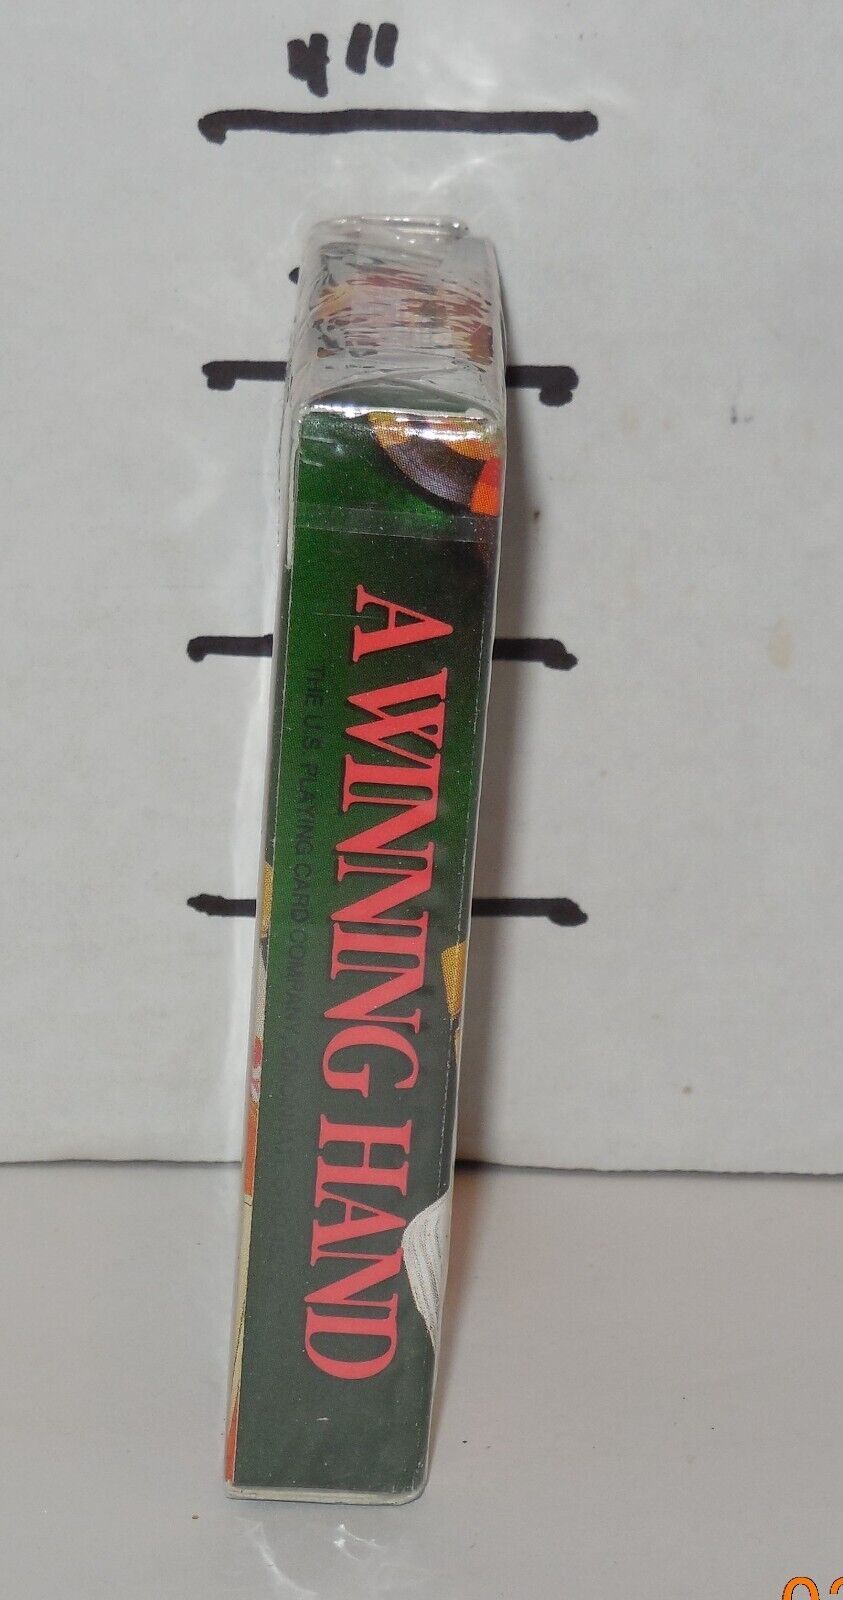 4"
A WINNING HAND
THE U.S. PLAYING CARD COMPANY,